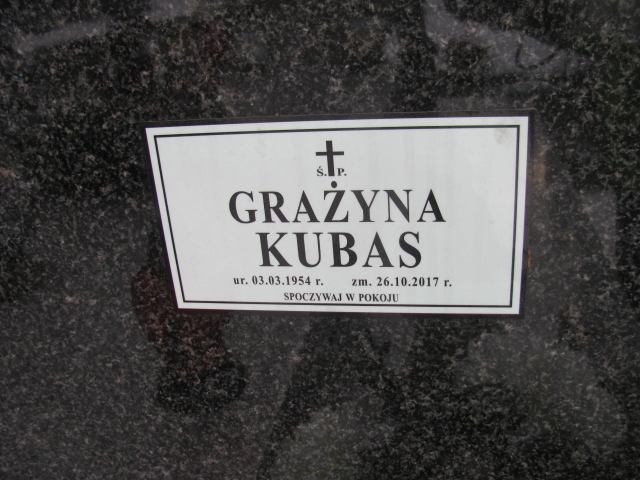 Ś. P.
GRAŻYNA
KUBAS
ur. 03.03.1954 r. zm. 26.10.2017 r.
SPOCZYWAJ W POKOJU